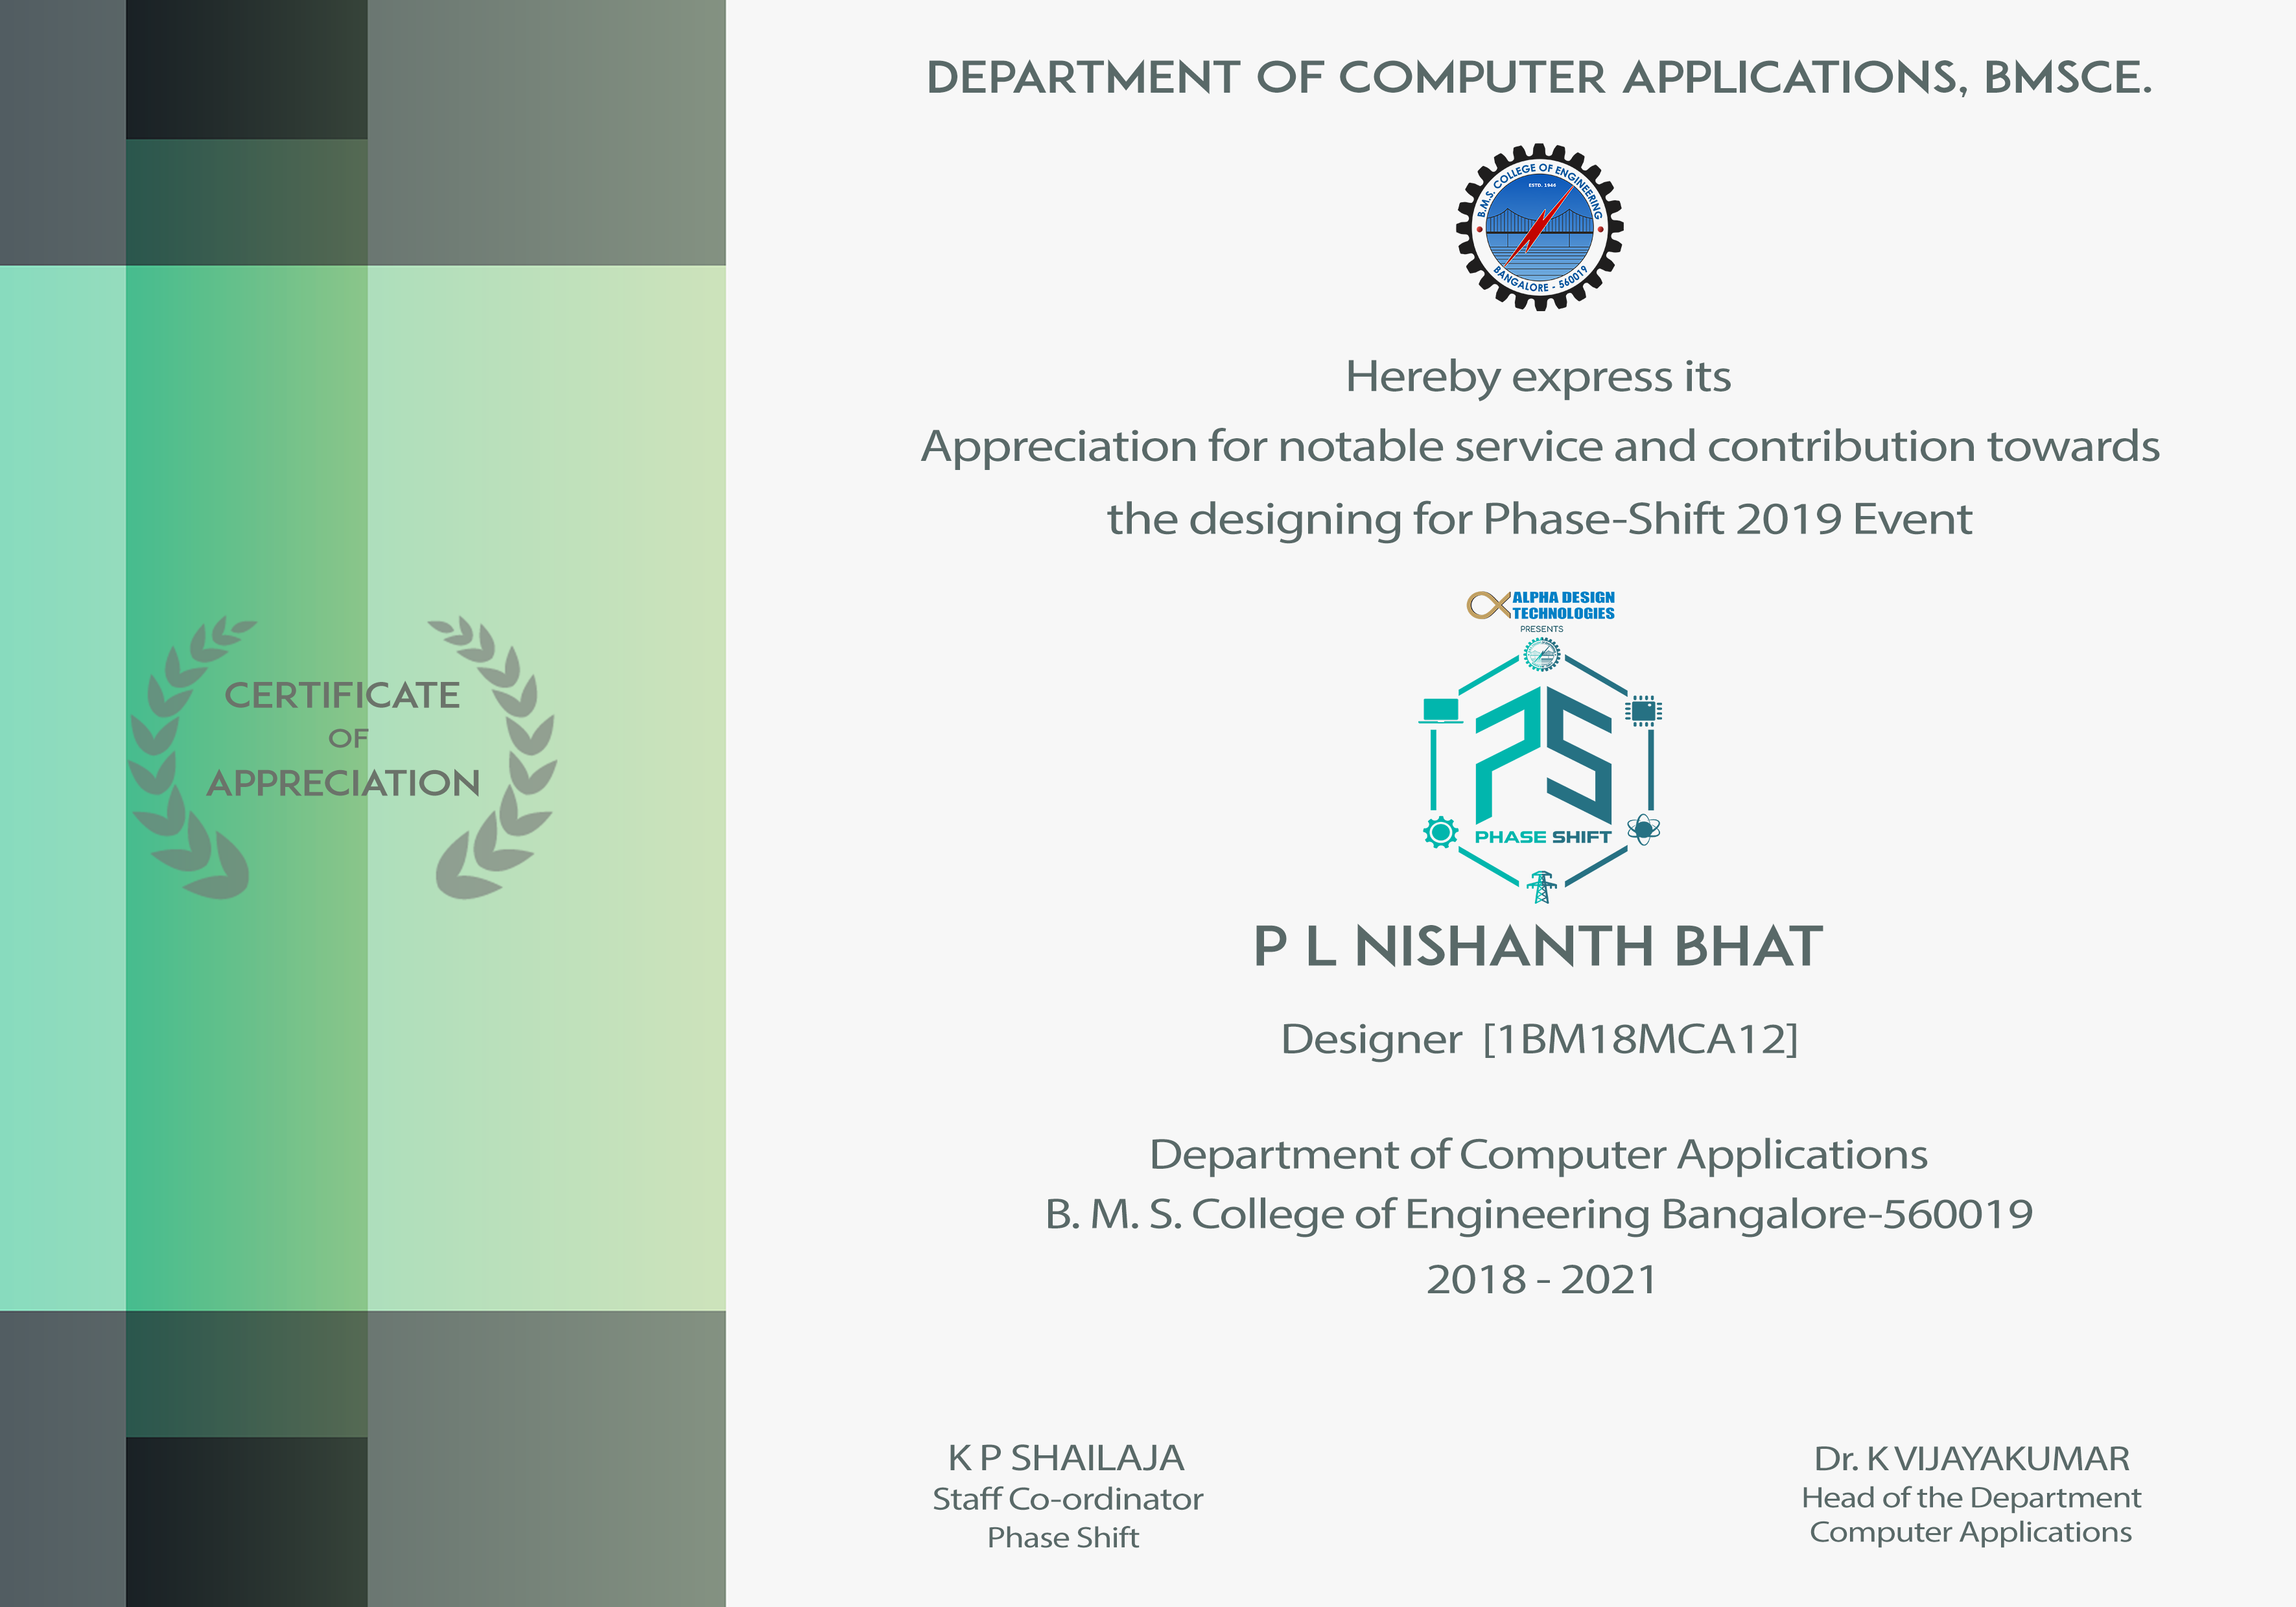 DEPARTMENT OF COMPUTER APPLICATIONS, BMSCE.
B.M.S. COLLEGE OF ENGINEERING
ESTD. 1946
BANGALORE - 560019
Hereby express its
Appreciation for notable service and contribution towards
the designing for Phase-Shift 2019 Event
ALPHA DESIGN
TECHNOLOGIES
PRESENTS
PS
PHASE SHIFT
CERTIFICATE
OF
APPRECIATION
P L NISHANTH BHAT
Designer [1BM18MCA12]
Department of Computer Applications
B. M. S. College of Engineering Bangalore-560019
2018 - 2021
K P SHAILAJA
Staff Co-ordinator
Phase Shift
Dr. K VIJAYAKUMAR
Head of the Department
Computer Applications